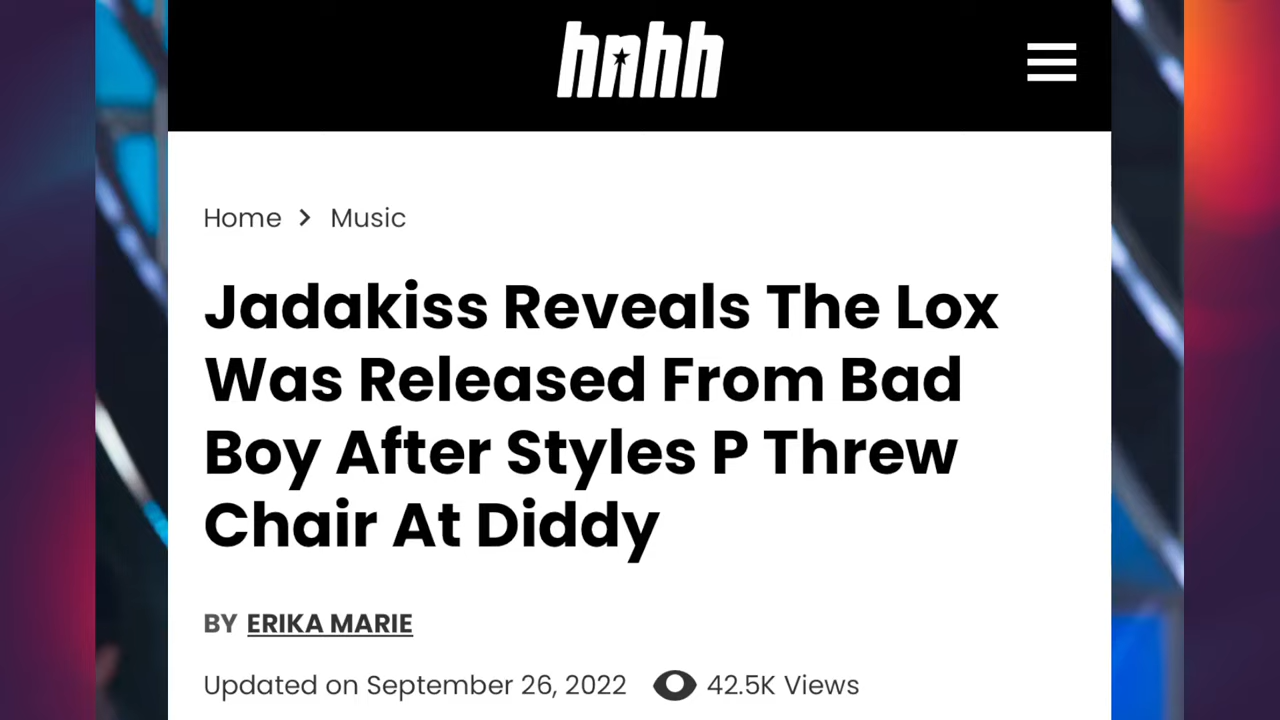 hnhh
Home > Music
Jadakiss Reveals The Lox
Was Released From Bad
Boy After Styles P Threw
Chair At Diddy
BY ERIKA MARIE
Updated on September 26, 2022 42.5K Views